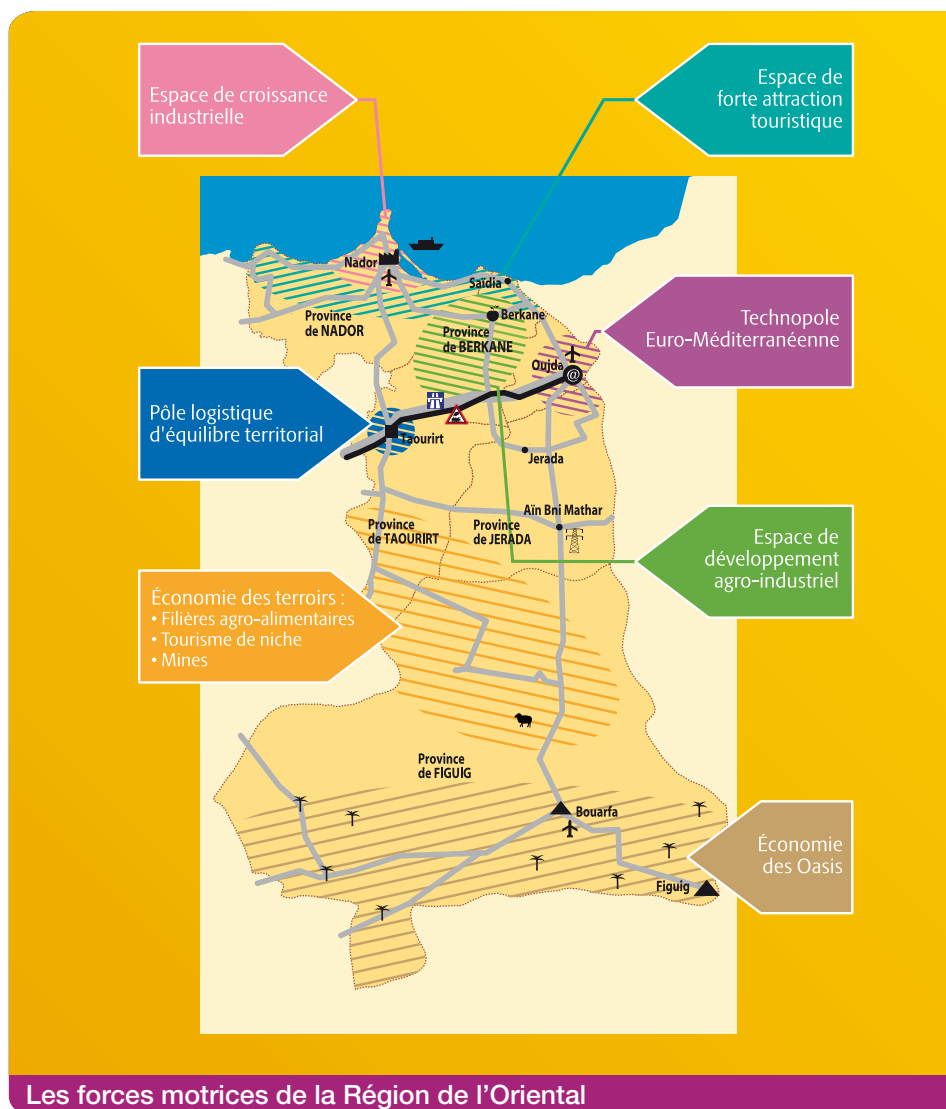 Espace de croissance
industrielle
Espace de
forte attraction
touristique
Nador
Saïdia
Berkane
Province
de NADOR
Province
de BERKANE
Oujda
@
Technopole
Euro-Méditerranéenne
Pôle logistique
d'équilibre territorial
Taourirt
Jerada
Aïn Bni Mathar
Province
de TAOURIRT
Province
de JERADA
Espace de
développement
agro-industriel
Économie des terroirs :
• Filières agro-alimentaires
• Tourisme de niche
• Mines
Province
de FIGUIG
Bouarfa
Économie
des Oasis
Figuig
Les forces motrices de la Région de l'Oriental